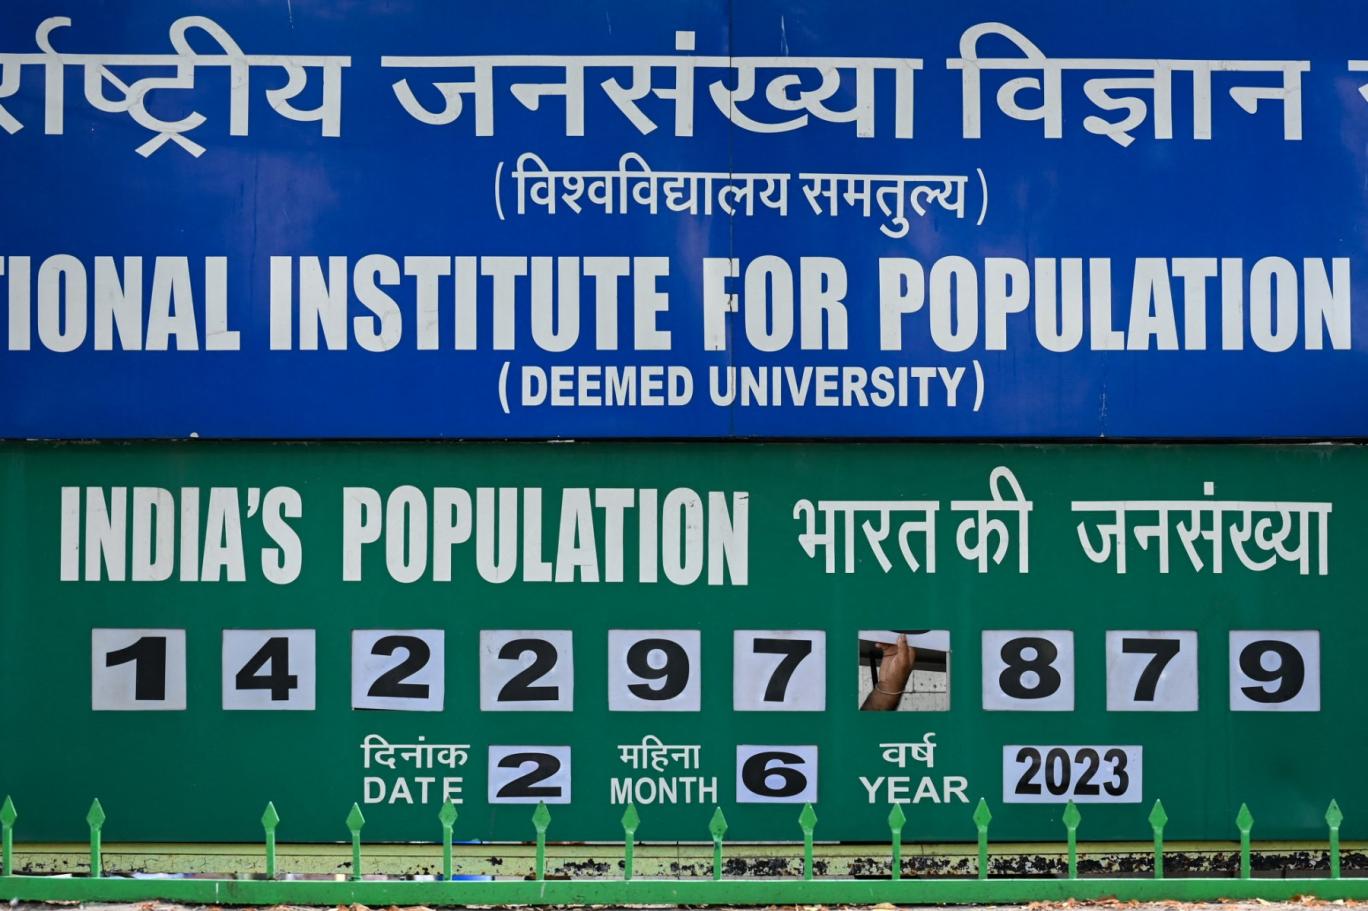 र्राष्ट्रीय जनसंख्या विज्ञान
(विश्वविद्यालय समतुल्य)
TIONAL INSTITUTE FOR POPULATION
(DEEMED UNIVERSITY)
INDIA'S POPULATION भारत की जनसंख्या
1 4 2 2 9 7 8 7 9
दिनांक 2 महिना 6 वर्ष 2023
DATE MONTH YEAR